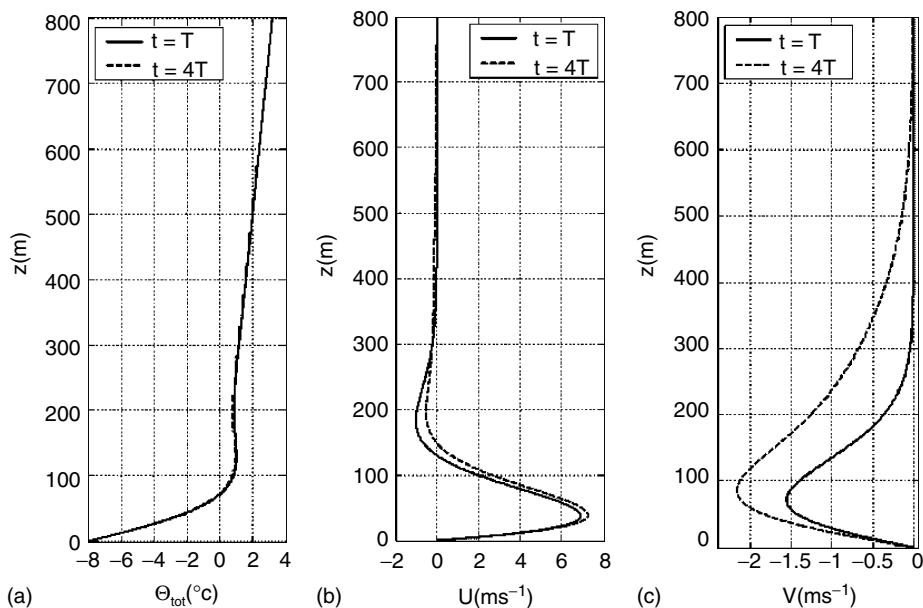 800
700
600
500
400
300
200
100
0
z(m)
t = T
t = 4T
−8 −6 −4 −2 0 2 4
(a) Θtot(°c)
800
700
600
500
400
300
200
100
0
z(m)
t = T
t = 4T
−2 0 2 4 6 8
(b) U(ms⁻¹)
800
700
600
500
400
300
200
100
0
z(m)
t = T
t = 4T
−2 −1.5 −1 −0.5 0
(c) V(ms⁻¹)